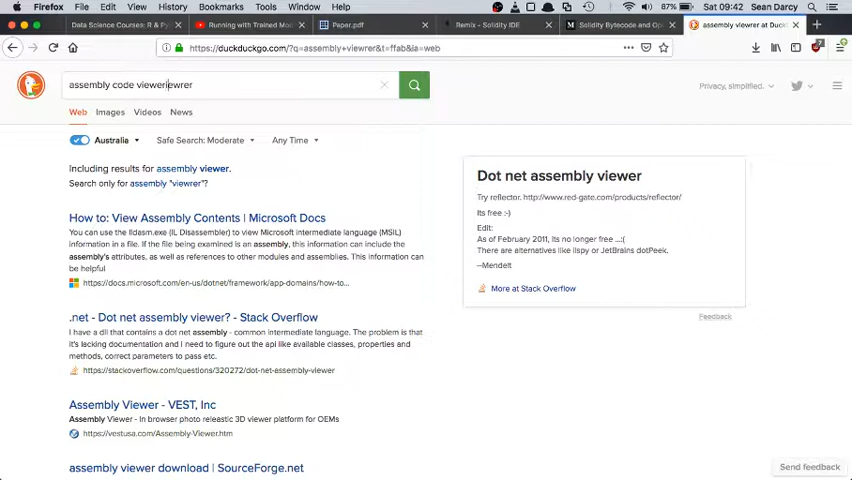 Firefox File Edit View History Bookmarks Tools Window Help 87% Sun 09:42 Sean Darcy
Data Science Courses: R & Py Running with Trained Mod Paper.pdf Remix - Solidity IDE Solidity Bytecode and Op assembly viewrer at Duck
https://duckduckgo.com/?q=assembly+viewrer&t=ffab&ia=web
assembly code vieweriewrer
Privacy, simplified.
Web Images Videos News
Australia Safe Search: Moderate Any Time
Including results for assembly viewer.
Search only for assembly "viewrer"?
How to: View Assembly Contents | Microsoft Docs
You can use the Ildasm.exe (IL Disassembler) to view Microsoft intermediate language (MSIL)
information in a file. If the file being examined is an assembly, this information can include the
assembly's attributes, as well as references to other modules and assemblies. This information can
be helpful
https://docs.microsoft.com/en-us/dotnet/framework/app-domains/how-to...
.net - Dot net assembly viewer? - Stack Overflow
I have a dll that contains a dot net assembly - common intermediate language. The problem is that
it's lacking documentation and I need to figure out the api like available classes, properties and
methods, correct parameters to pass etc.
https://stackoverflow.com/questions/320272/dot-net-assembly-viewer
Assembly Viewer - VEST, Inc
Assembly Viewer - In browser photo releastic 3D viewer platform for OEMs
https://vestusa.com/Assembly-Viewer.htm
assembly viewer download | SourceForge.net
Dot net assembly viewer
Try reflector. http://www.red-gate.com/products/reflector/
Its free :-)
Edit:
As of February 2011, its no longer free ...:(
There are alternatives like ilspy or JetBrains dotPeek.
--Mendelt
More at Stack Overflow
Feedback
Send feedback